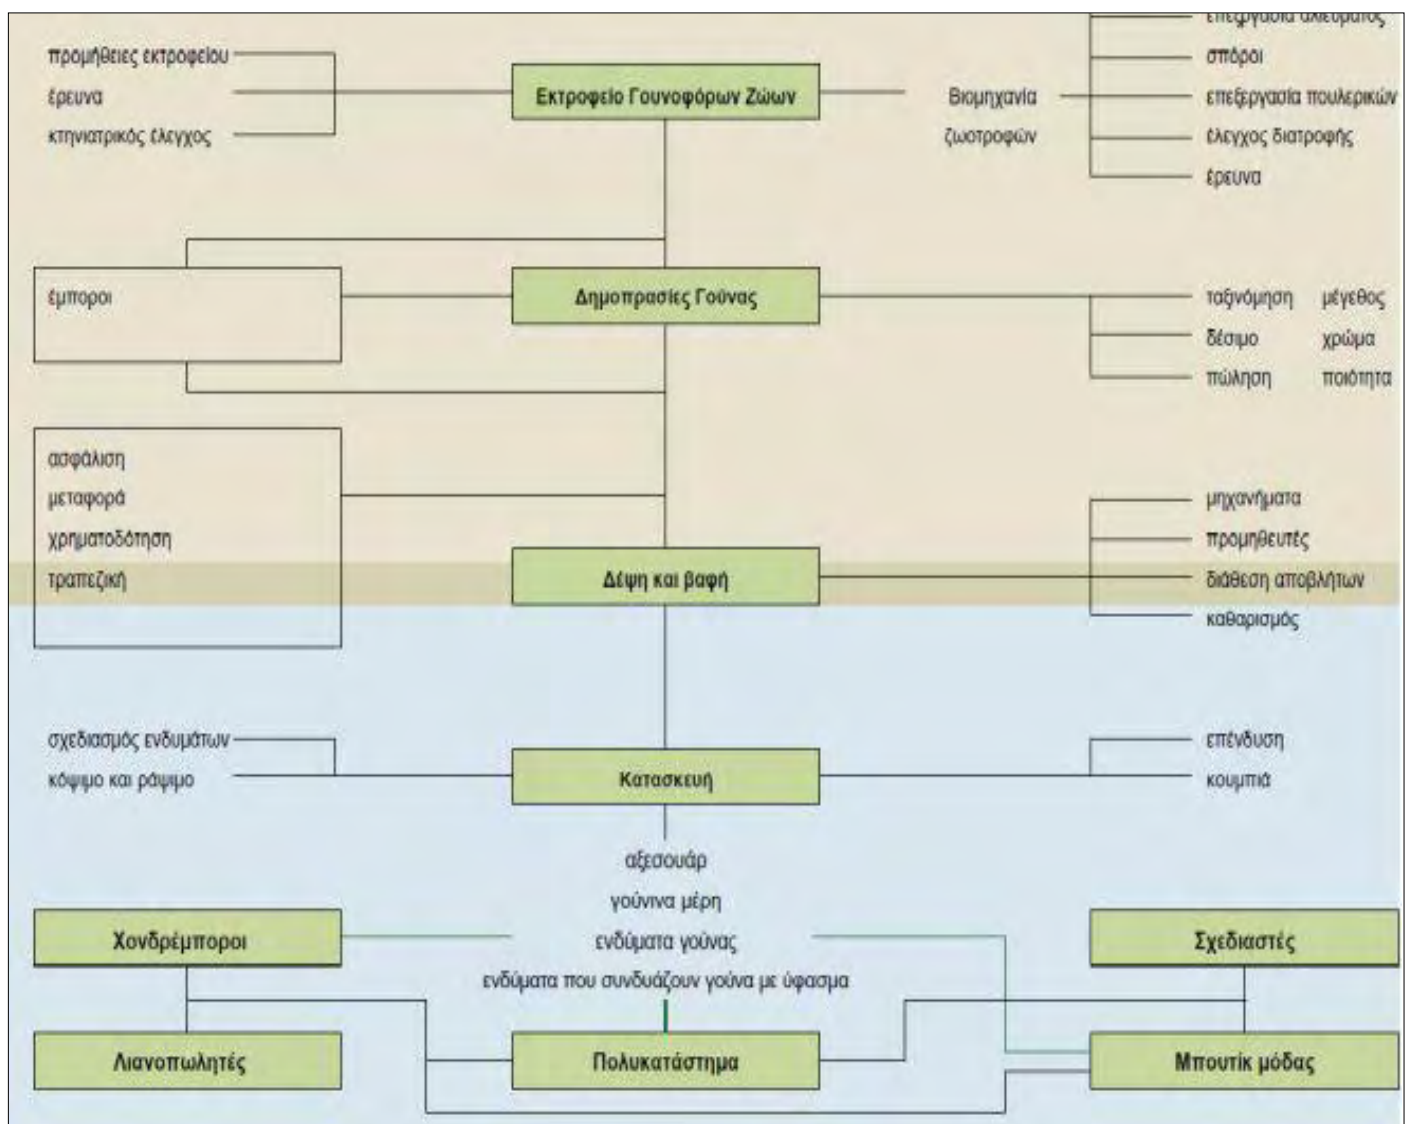 επεξργασία αλιεύματος
προμήθειες εκτροφείου
σπόροι
έρευνα
Εκτροφείο Γουνοφόρων Ζώων
Βιομηχανία
επεξεργασία πουλερικών
κτηνιατρικός έλεγχος
ζωοτροφών
έλεγχος διατροφής
έρευνα
έμποροι
Δημοπρασίες Γούνας
ταξινόμηση μέγεθος
δέσιμο χρώμα
πώληση ποιότητα
ασφάλιση
μεταφορά
χρηματοδότηση
τραπεζική
Δέψη και βαφή
μηχανήματα
προμηθευτές
διάθεση αποβλήτων
καθαρισμός
σχεδιασμός ενδυμάτων
κόψιμο και ράψιμο
Κατασκευή
επένδυση
κουμπιά
αξεσουάρ
γούνινα μέρη
ενδύματα γούνας
ενδύματα που συνδυάζουν γούνα με ύφασμα
Χονδρέμποροι
Σχεδιαστές
Λιανοπωλητές
Πολυκατάστημα
Μπουτίκ μόδας